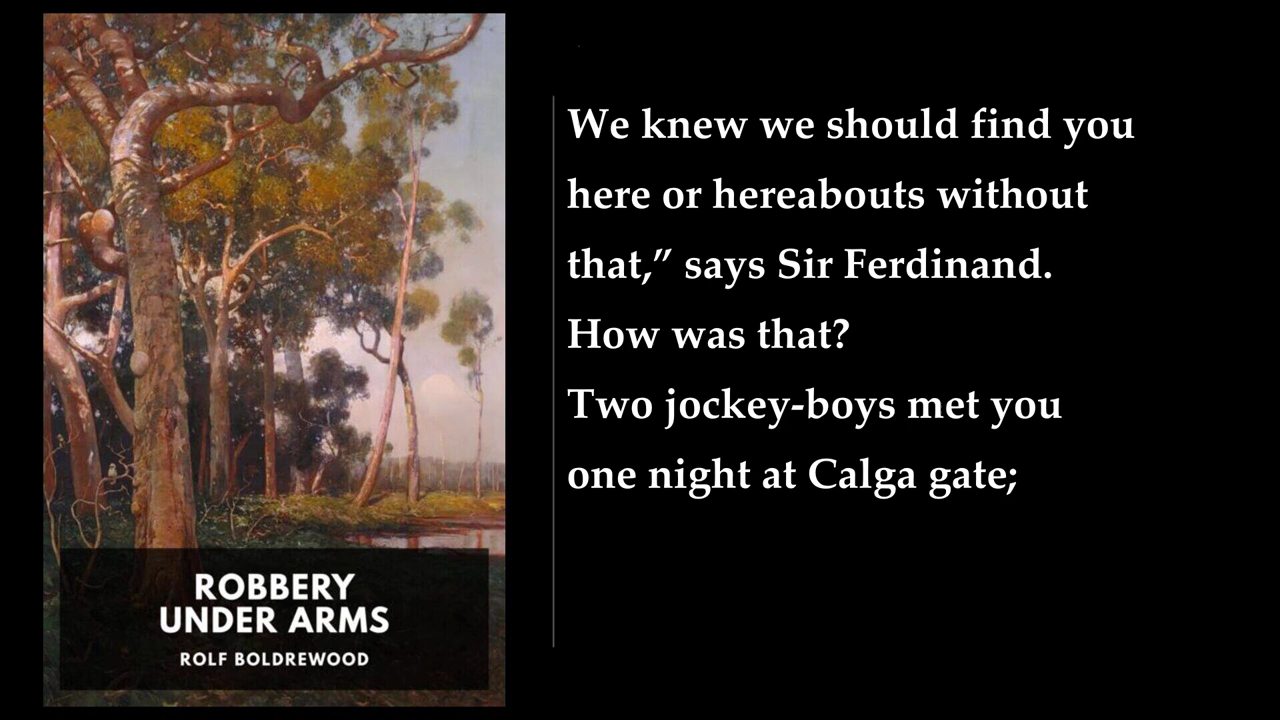 ROBBERY
UNDER ARMS
ROLF BOLDREWOOD
We knew we should find you
here or hereabouts without
that,” says Sir Ferdinand.
How was that?
Two jockey-boys met you
one night at Calga gate;